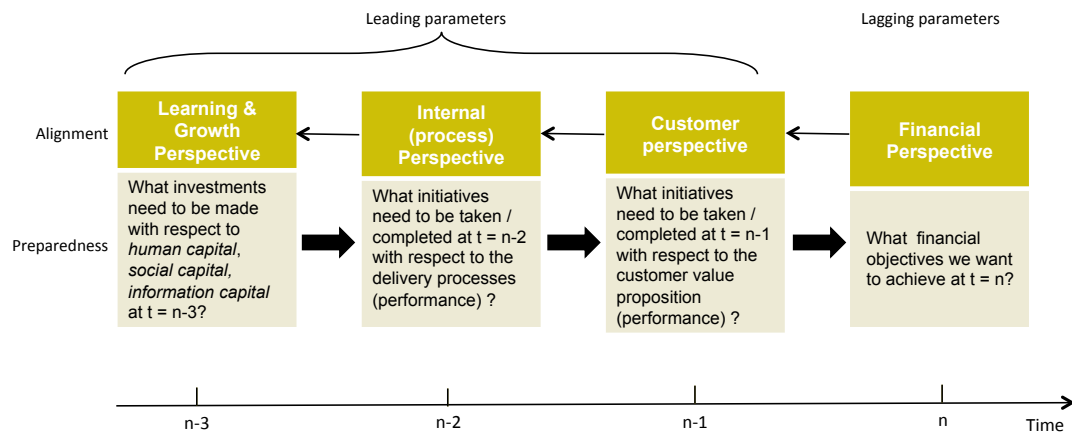 Leading parameters
Lagging parameters
Alignment
Learning &
Growth
Perspective
Internal
(process)
Perspective
Customer
perspective
Financial
Perspective
Preparedness
What investments
need to be made
with respect to
human capital,
social capital,
information capital
at t = n-3?
What initiatives
need to be taken /
completed at t = n-2
with respect to the
delivery processes
(performance) ?
What initiatives
need to be taken /
completed at t = n-1
with respect to the
customer value
proposition
(performance) ?
What financial
objectives we want
to achieve at t = n?
n-3
n-2
n-1
n
Time